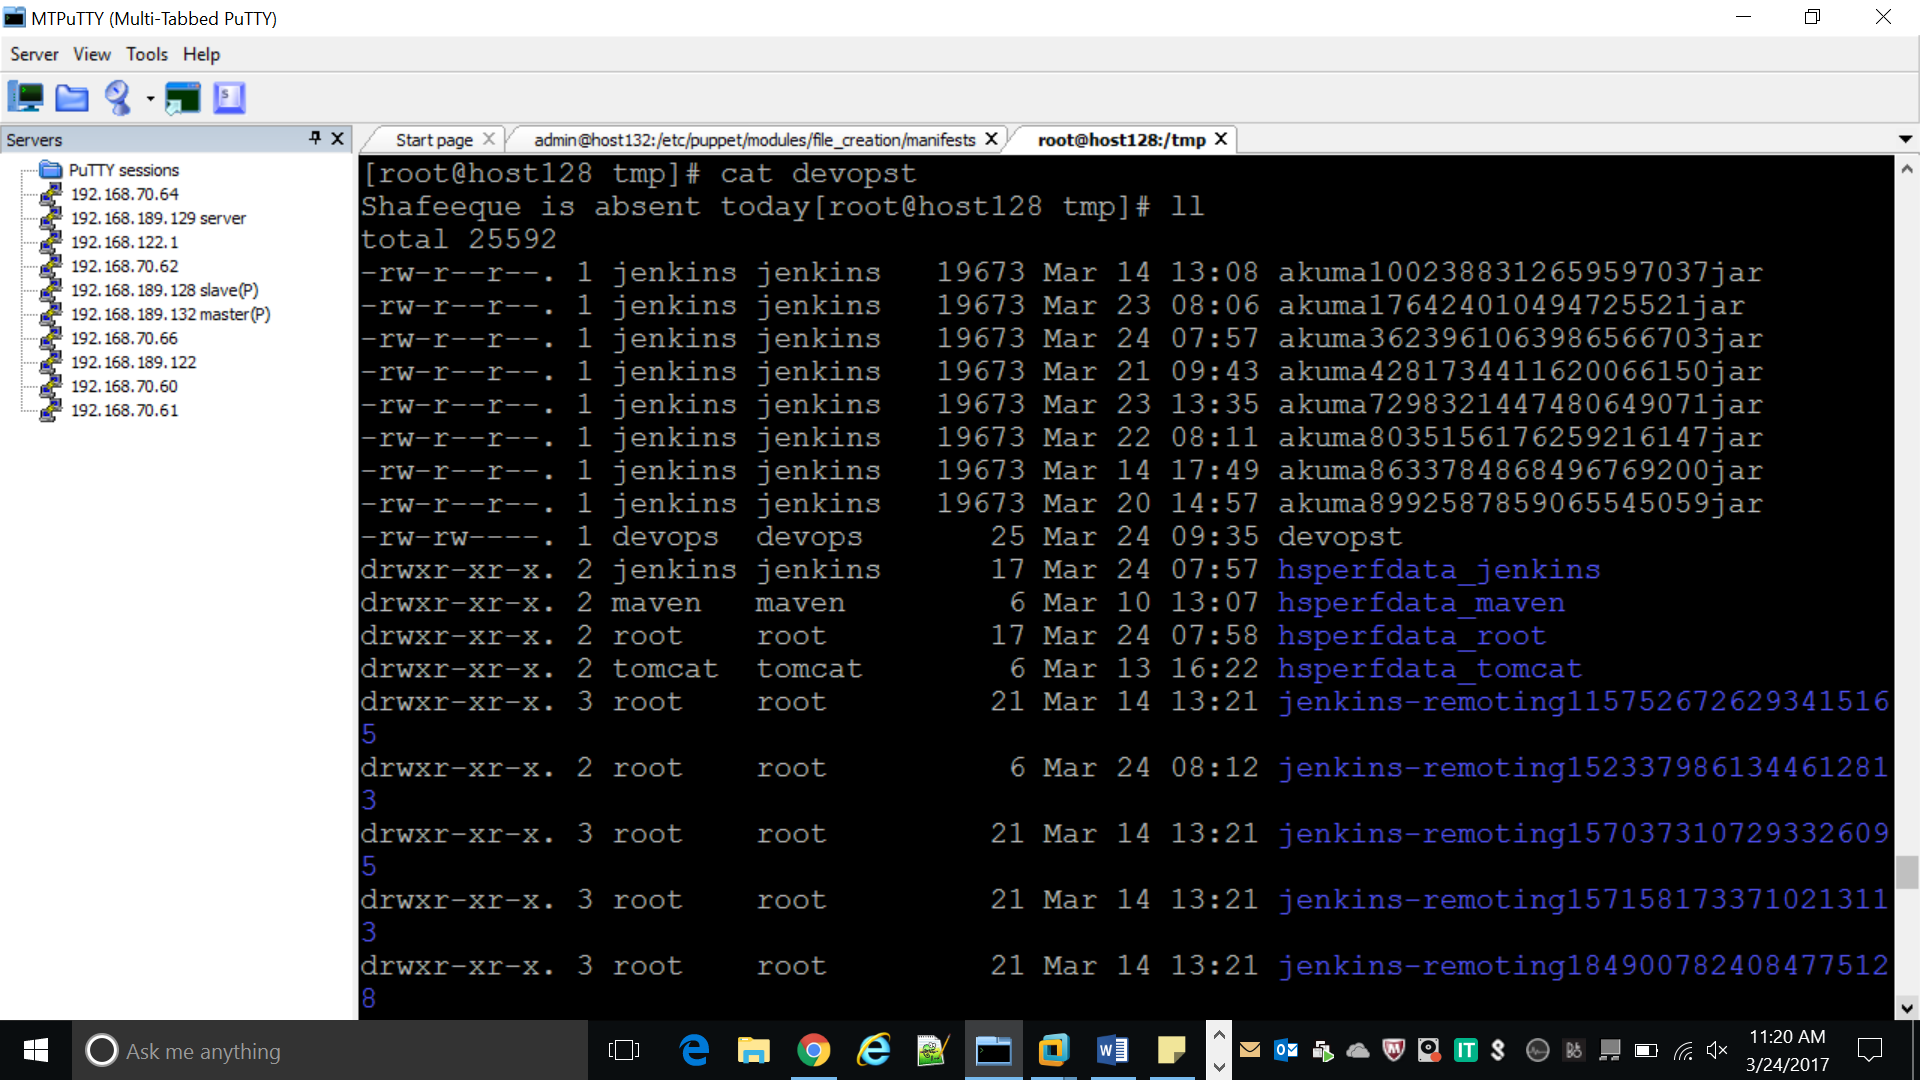 MTPuTTY (Multi-Tabbed PuTTY)
Server View Tools Help
Servers
PuTTY sessions
192.168.70.64
192.168.189.129 server
192.168.122.1
192.168.70.62
192.168.189.128 slave(P)
192.168.189.132 master(P)
192.168.70.66
192.168.189.122
192.168.70.60
192.168.70.61
Start page admin@host132:/etc/puppet/modules/file_creation/manifests root@host128:/tmp
[root@host128 tmp]# cat devopst
Shafeeque is absent today[root@host128 tmp]# ll
total 25592
-rw-r--r--. 1 jenkins jenkins 19673 Mar 14 13:08 akuma1002388312659597037jar
-rw-r--r--. 1 jenkins jenkins 19673 Mar 23 08:06 akuma176424010494725521jar
-rw-r--r--. 1 jenkins jenkins 19673 Mar 24 07:57 akuma3623961063986566703jar
-rw-r--r--. 1 jenkins jenkins 19673 Mar 21 09:43 akuma4281734411620066150jar
-rw-r--r--. 1 jenkins jenkins 19673 Mar 23 13:35 akuma7298321447480649071jar
-rw-r--r--. 1 jenkins jenkins 19673 Mar 22 08:11 akuma8035156176259216147jar
-rw-r--r--. 1 jenkins jenkins 19673 Mar 14 17:49 akuma8633784868496769200jar
-rw-r--r--. 1 jenkins jenkins 19673 Mar 20 14:57 akuma8992587859065545059jar
-rw-rw----. 1 devops devops 25 Mar 24 09:35 devopst
drwxr-xr-x. 2 jenkins jenkins 17 Mar 24 07:57 hsperfdata_jenkins
drwxr-xr-x. 2 maven maven 6 Mar 10 13:07 hsperfdata_maven
drwxr-xr-x. 2 root root 17 Mar 24 07:58 hsperfdata_root
drwxr-xr-x. 2 tomcat tomcat 6 Mar 13 16:22 hsperfdata_tomcat
drwxr-xr-x. 3 root root 21 Mar 14 13:21 jenkins-remoting115752672629341516
5
drwxr-xr-x. 2 root root 6 Mar 24 08:12 jenkins-remoting152337986134461281
3
drwxr-xr-x. 3 root root 21 Mar 14 13:21 jenkins-remoting157037310729332609
5
drwxr-xr-x. 3 root root 21 Mar 14 13:21 jenkins-remoting157158173371021311
3
drwxr-xr-x. 3 root root 21 Mar 14 13:21 jenkins-remoting184900782408477512
8
Ask me anything
11:20 AM
3/24/2017